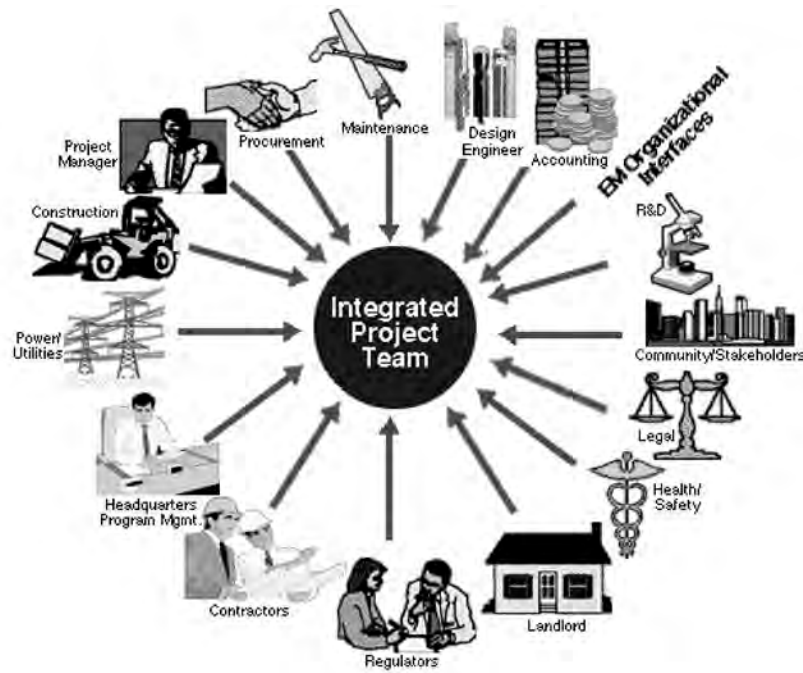 Maintenance
Design
Engineer
Accounting
EM Organizational
Interfaces
R&D
Community/Stakeholders
Legal
Health/
Safety
Landlord
Regulators
Contractors
Headquarters
Program Mgmt.
Power/
Utilities
Construction
Project
Manager
Procurement
Integrated
Project
Team